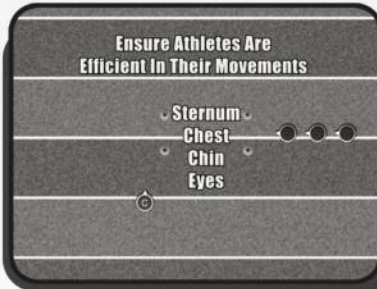 Ensure Athletes Are
Efficient In Their Movements
Sternum
Chest
Chin
Eyes
C